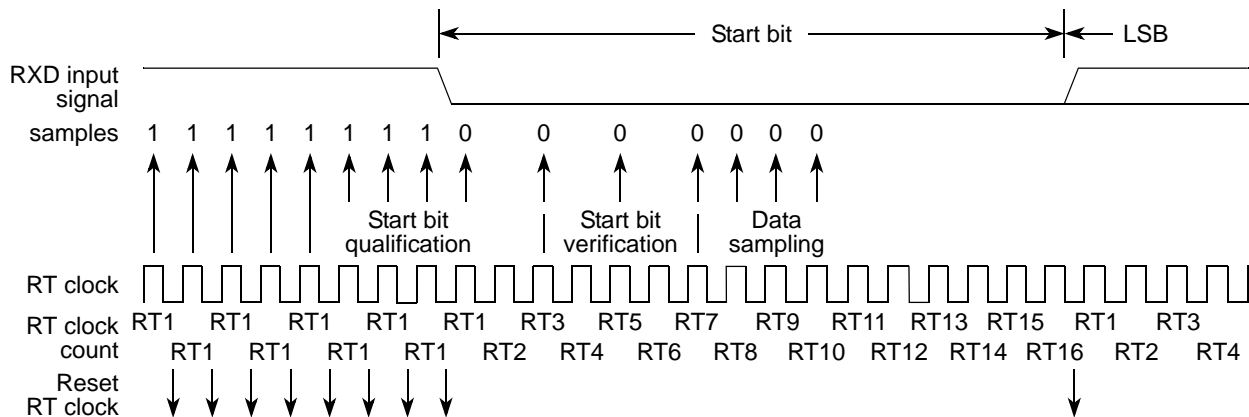 Start bit LSB
RXD input
signal
samples 1 1 1 1 1 1 1 1 0 0 0 0 0 0 0
Start bit
qualification
Start bit
verification
Data
sampling
RT clock
RT clock
count
RT1 RT1 RT1 RT1 RT1 RT3 RT5 RT7 RT9 RT11 RT13 RT15 RT1 RT3
RT1 RT1 RT1 RT1 RT2 RT4 RT6 RT8 RT10 RT12 RT14 RT16 RT2 RT4
Reset
RT clock